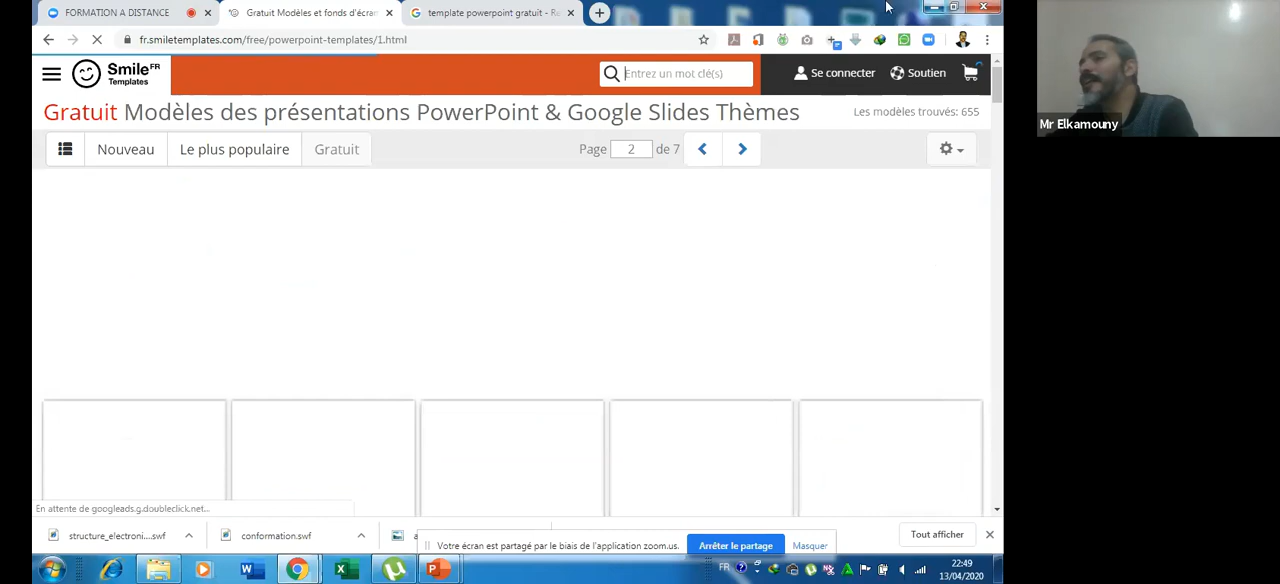 FORMATION A DISTANCE
Gratuit Modèles et fonds d'écran
template powerpoint gratuit - Re
fr.smiletemplates.com/free/powerpoint-templates/1.html
Smile FR
Templates
Entrez un mot clé(s)
Se connecter
Soutien
Gratuit Modèles des présentations PowerPoint & Google Slides Thèmes
Les modèles trouvés: 655
Nouveau
Le plus populaire
Gratuit
Page 2 de 7
Mr Elkamouny
En attente de googleads.g.doubleclick.net...
structure_electroni....swf
conformation.swf
Tout afficher
Votre écran est partagé par le biais de l'application zoom.us.
Arrêter le partage
Masquer
FR
22:49
13/04/2020